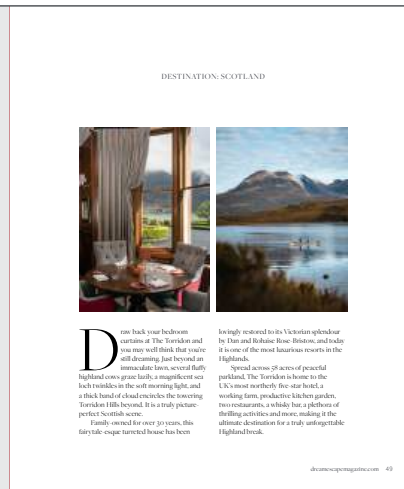 DESTINATION: SCOTLAND
Draw back your bedroom
curtains at The Torridon and
you may well think that you're
still dreaming. Just beyond an
immaculate lawn, several fluffy
highland cows graze lazily, a magnificent sea
loch twinkles in the soft morning light, and
a thick band of cloud encircles the towering
Torridon Hills beyond. It is a truly picture-
perfect Scottish scene.
Family-owned for over 30 years, this
fairytale-esque turreted house has been
lovingly restored to its Victorian splendour
by Dan and Rohaise Rose-Bristow, and today
it is one of the most luxurious resorts in the
Highlands.
Spread across 58 acres of peaceful
parkland, The Torridon is home to the
UK's most northerly five-star hotel, a
working farm, productive kitchen garden,
two restaurants, a whisky bar, a plethora of
thrilling activities and more, making it the
ultimate destination for a truly unforgettable
Highland break.
dreamescapemagazine.com 49